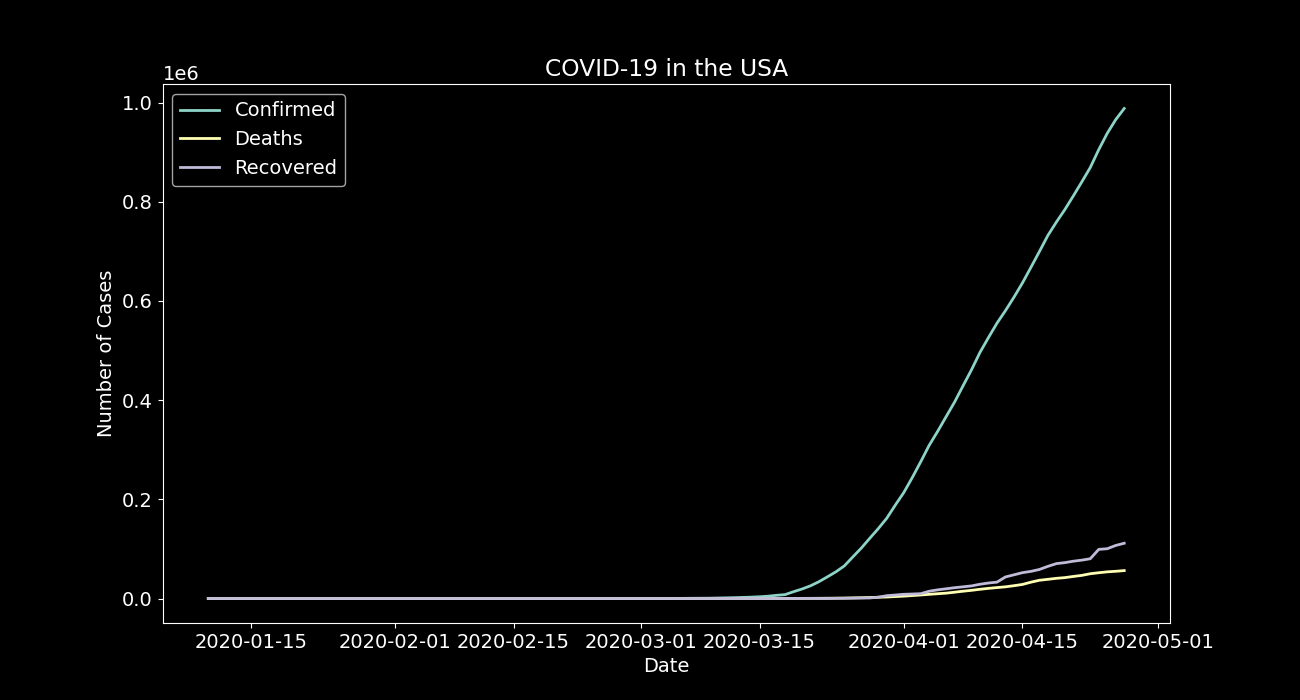 COVID-19 in the USA
1e6
Confirmed
Deaths
Recovered
1.0
0.8
0.6
0.4
0.2
0.0
Number of Cases
2020-01-15 2020-02-01 2020-02-15 2020-03-01 2020-03-15 2020-04-01 2020-04-15 2020-05-01
Date